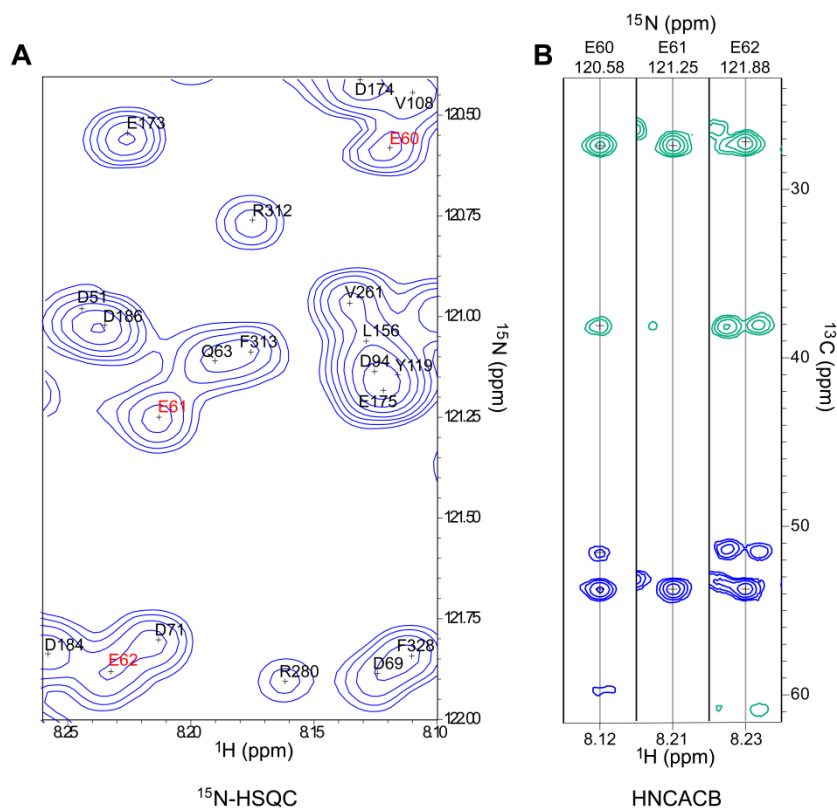 A
D174
V108
E173
E60
R312
D51
D186
V261
L156
Q63
F313
D94
Y119
E175
E61
D71
D184
E62
R280
D69
F328
120.50
120.75
121.00
121.25
121.50
121.75
122.00
¹⁵N (ppm)
8.25
8.20
8.15
8.10
¹H (ppm)
¹⁵N-HSQC
¹⁵N (ppm)
B
E60
E61
E62
120.58
121.25
121.88
30
40
50
60
¹³C (ppm)
8.12
8.21
8.23
¹H (ppm)
HNCACB